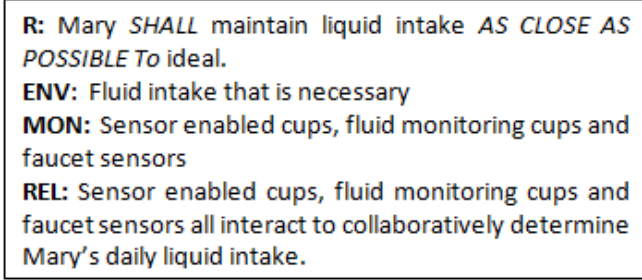 R: Mary SHALL maintain liquid intake AS CLOSE AS
POSSIBLE To ideal.
ENV: Fluid intake that is necessary
MON: Sensor enabled cups, fluid monitoring cups and
faucet sensors
REL: Sensor enabled cups, fluid monitoring cups and
faucet sensors all interact to collaboratively determine
Mary's daily liquid intake.